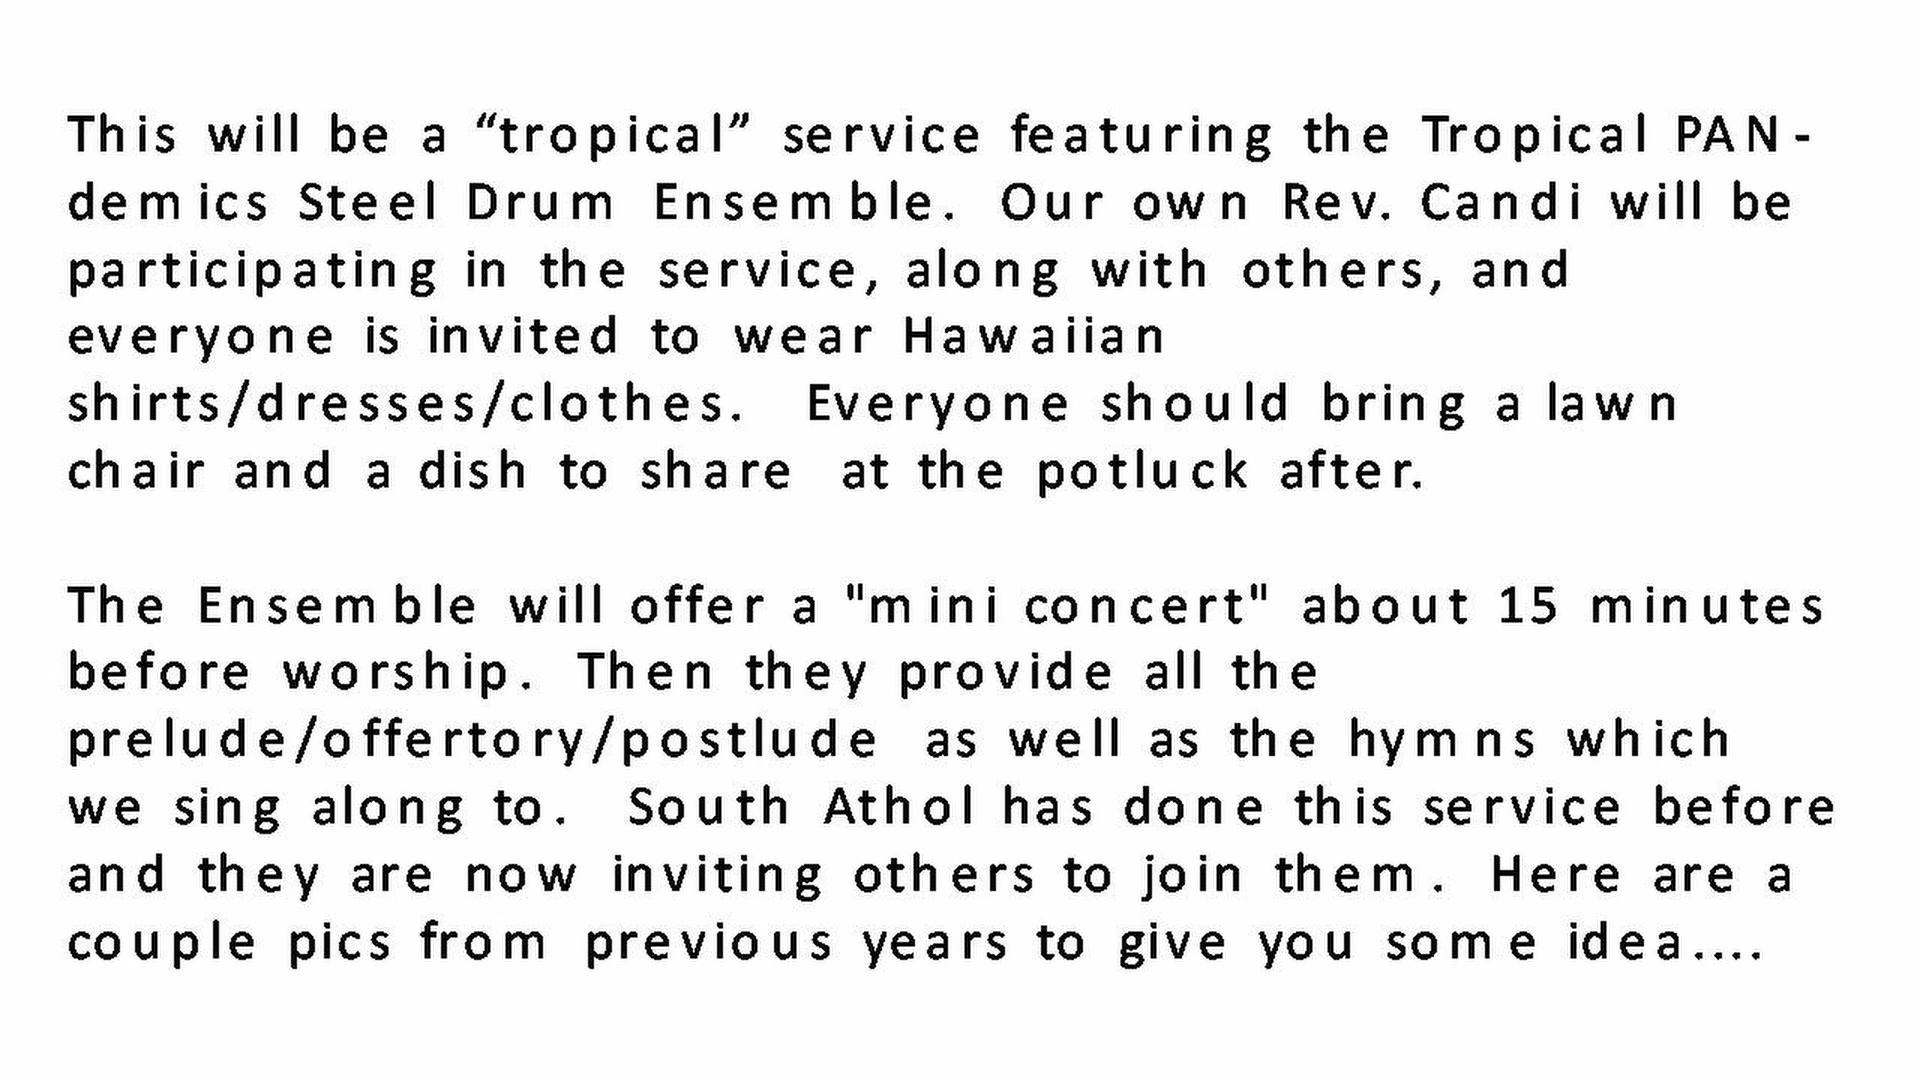 This will be a “tropical” service featuring the Tropical PAN-
demics Steel Drum Ensemble. Our own Rev. Candi will be
participating in the service, along with others, and
everyone is invited to wear Hawaiian
shirts/dresses/clothes. Everyone should bring a lawn
chair and a dish to share at the potluck after.

The Ensemble will offer a "mini concert" about 15 minutes
before worship. Then they provide all the
prelude/offertory/postlude as well as the hymns which
we sing along to. South Athol has done this service before
and they are now inviting others to join them. Here are a
couple pics from previous years to give you some idea....